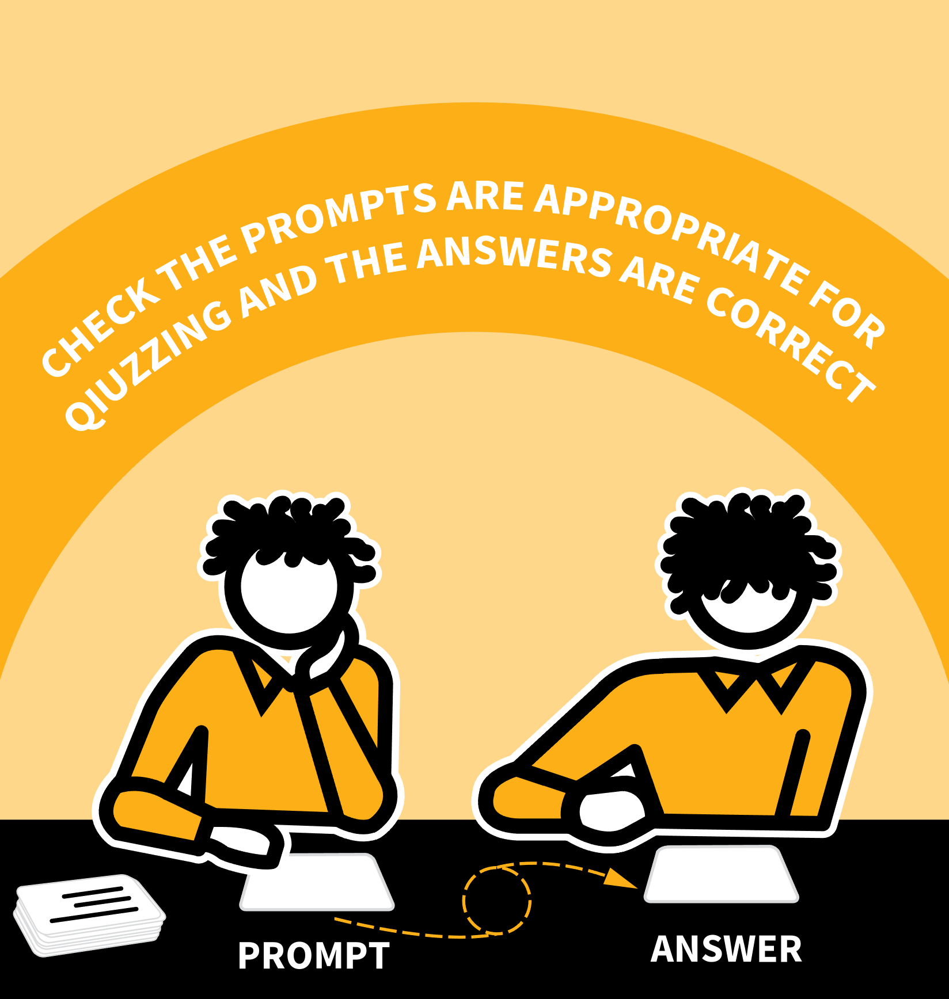 CHECK THE PROMPTS ARE APPROPRIATE FOR
QIUZZING AND THE ANSWERS ARE CORRECT
PROMPT
ANSWER